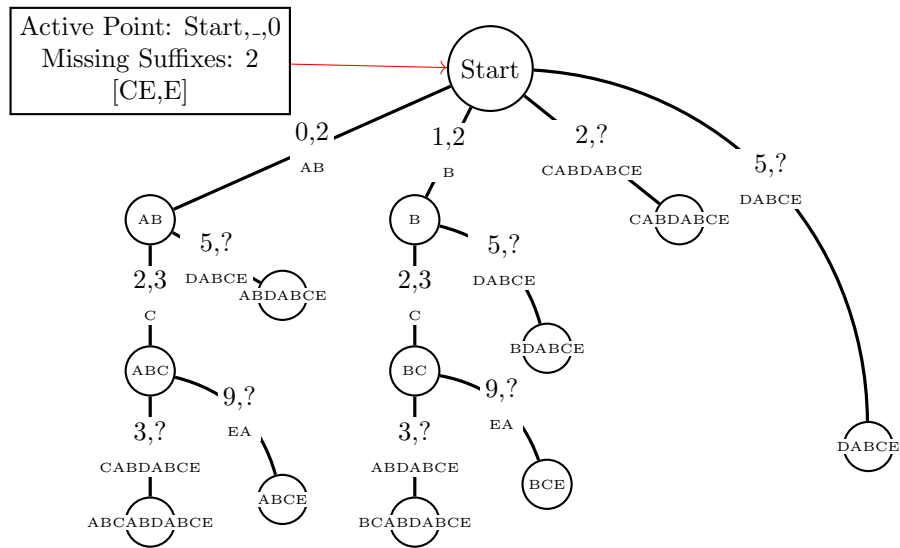 Active Point: Start,_,0
Missing Suffixes: 2
[CE,E]
Start
0,2
AB
1,2
B
2,?
CABDABCE
5,?
DABCE
AB
B
CABDABCE
5,?
DABCE
ABDABCE
5,?
DABCE
BDABCE
2,3
C
2,3
C
ABC
BC
9,?
EA
9,?
EA
DABCE
3,?
CABDABCE
3,?
ABDABCE
ABCE
BCE
ABCABDABCE
BCABDABCE